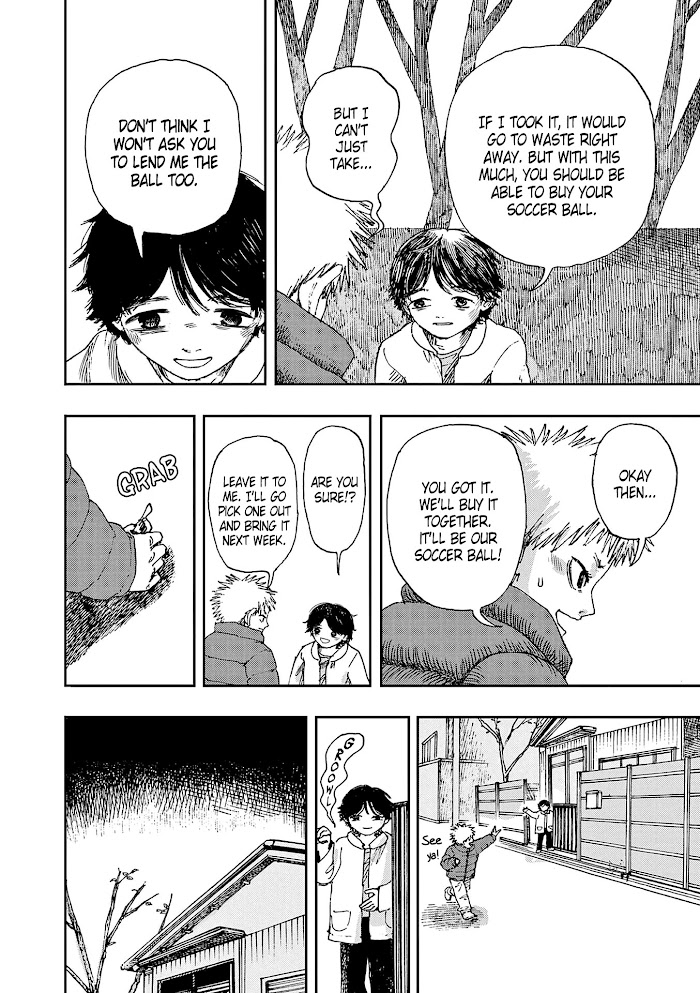 IF I TOOK IT, IT WOULD
GO TO WASTE RIGHT
AWAY. BUT WITH THIS
MUCH, YOU SHOULD BE
ABLE TO BUY YOUR
SOCCER BALL.
BUT I
CAN'T
JUST
TAKE...
DON'T THINK I
WON'T ASK YOU
TO LEND ME THE
BALL TOO.
OKAY
THEN...
YOU GOT IT.
WE'LL BUY IT
TOGETHER.
IT'LL BE OUR
SOCCER BALL!
ARE YOU
SURE!?
LEAVE IT TO
ME. I'LL GO
PICK ONE OUT
AND BRING IT
NEXT WEEK.
GRAB
See
ya!
GROOWL